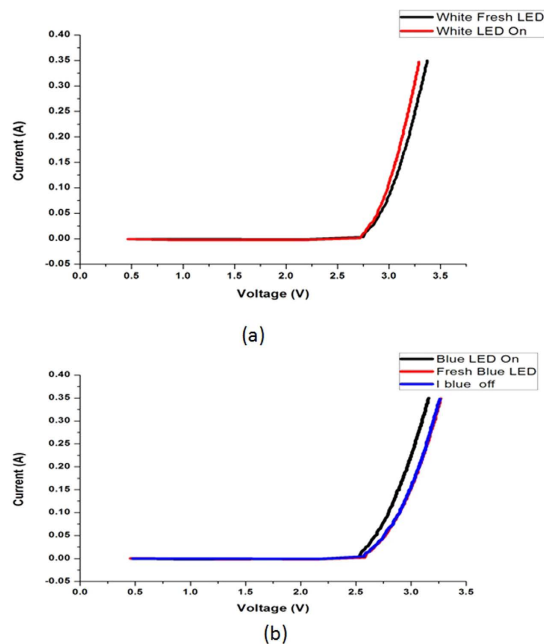 White Fresh LED
White LED On
0.40
0.35
0.30
0.25
0.20
0.15
0.10
0.05
0.00
-0.05
Current (A)
0.0 0.5 1.0 1.5 2.0 2.5 3.0 3.5
Voltage (V)
(a)
Blue LED On
Fresh Blue LED
I blue off
0.40
0.35
0.30
0.25
0.20
0.15
0.10
0.05
0.00
-0.05
Current (A)
0.0 0.5 1.0 1.5 2.0 2.5 3.0 3.5
Voltage (V)
(b)